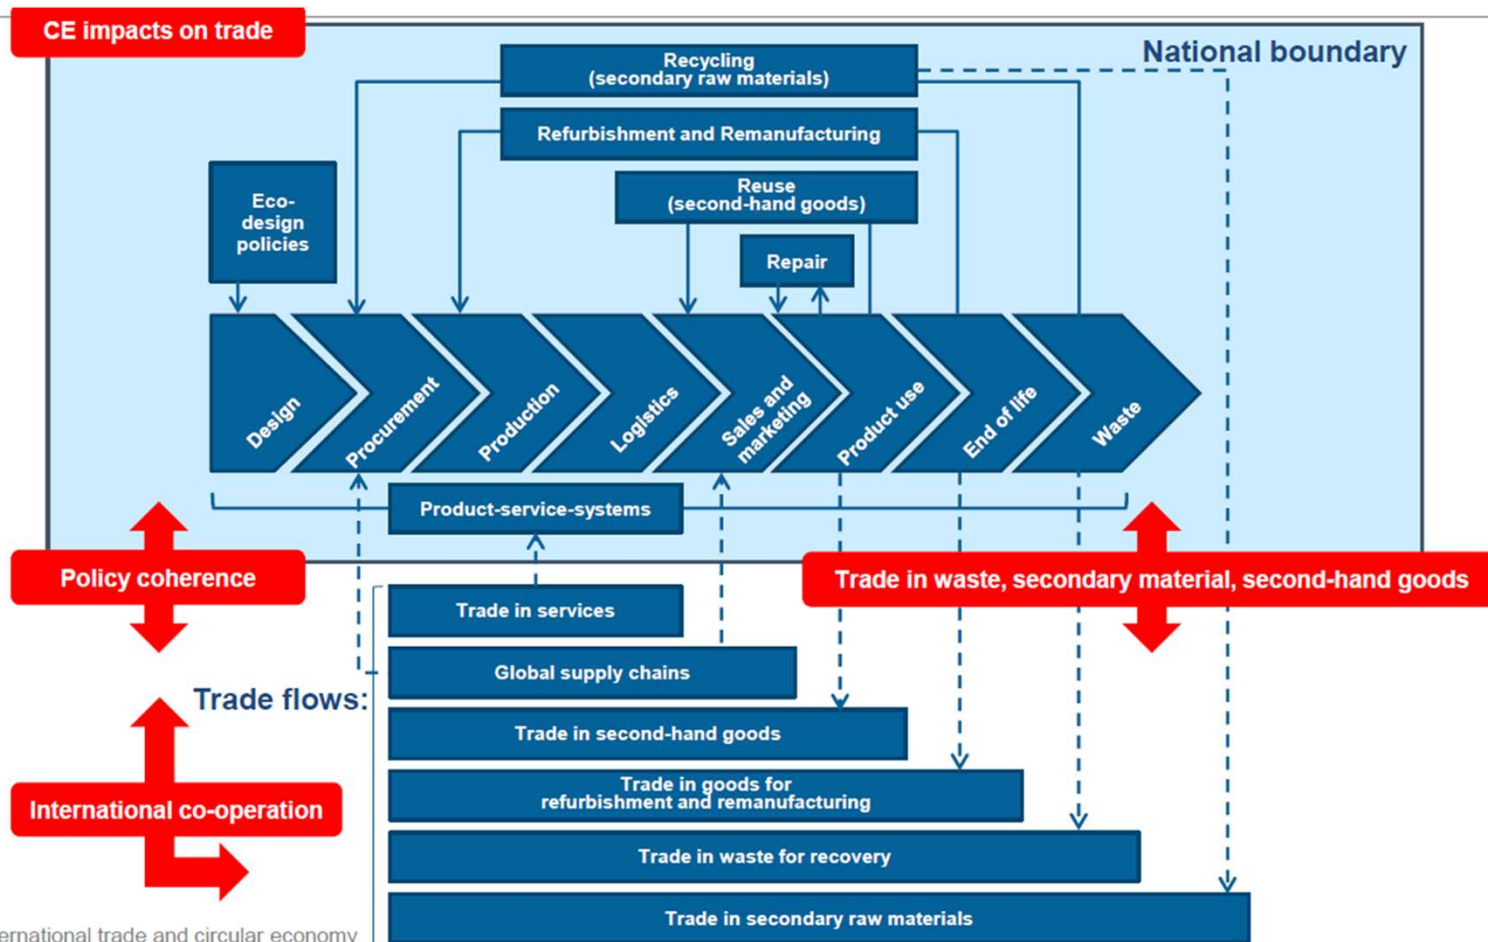 CE impacts on trade
National boundary
Recycling
(secondary raw materials)
Refurbishment and Remanufacturing
Reuse
(second-hand goods)
Eco-
design
policies
Repair
Design
Procurement
Production
Logistics
Sales and
marketing
Product use
End of life
Waste
Product-service-systems
Policy coherence
Trade in waste, secondary material, second-hand goods
Trade in services
Global supply chains
Trade flows:
Trade in second-hand goods
Trade in goods for
refurbishment and remanufacturing
International co-operation
Trade in waste for recovery
Trade in secondary raw materials
ernational trade and circular economy